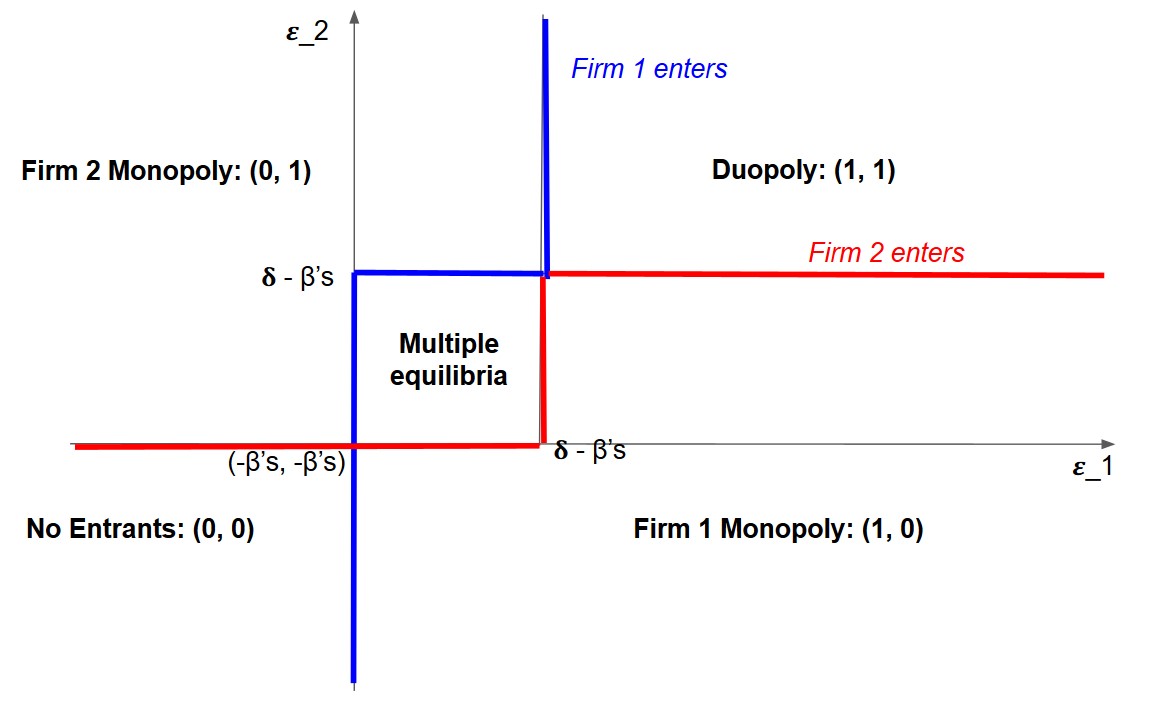 𝜺_2
Firm 1 enters
Firm 2 Monopoly: (0, 1)
Duopoly: (1, 1)
Firm 2 enters
𝛅 - β’s
Multiple
equilibria
(-β’s, -β’s)
𝛅 - β’s
𝜺_1
No Entrants: (0, 0)
Firm 1 Monopoly: (1, 0)